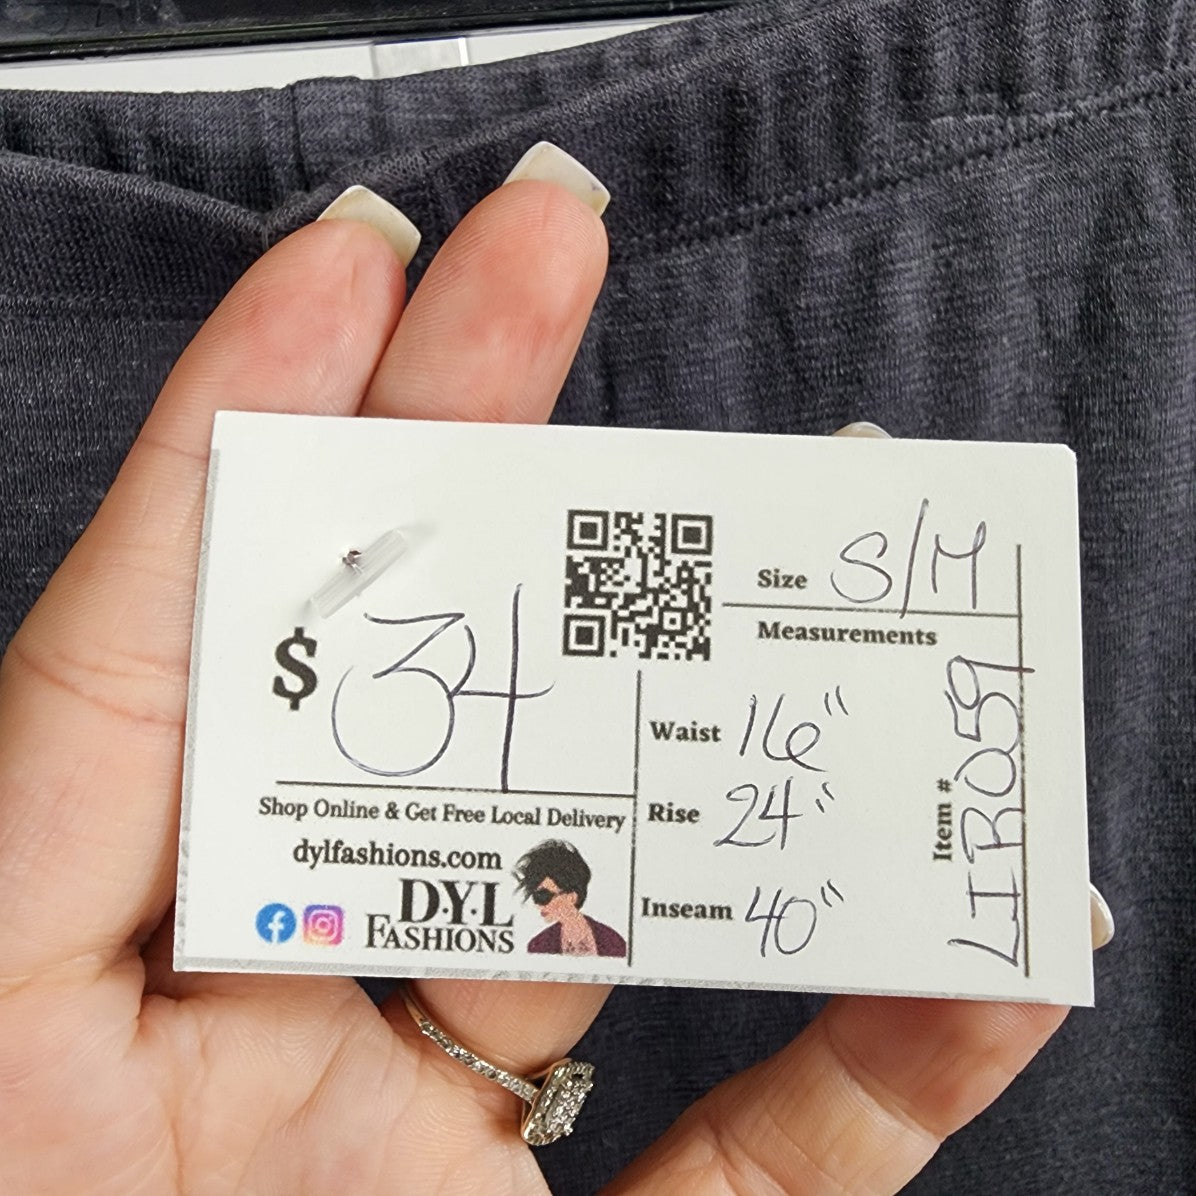 $ 34
Shop Online & Get Free Local Delivery
dylfashions.com
D·Y·L
FASHIONS
Size S/M
Measurements
Waist 16"
Rise 24"
Inseam 40"
Item # LIB059